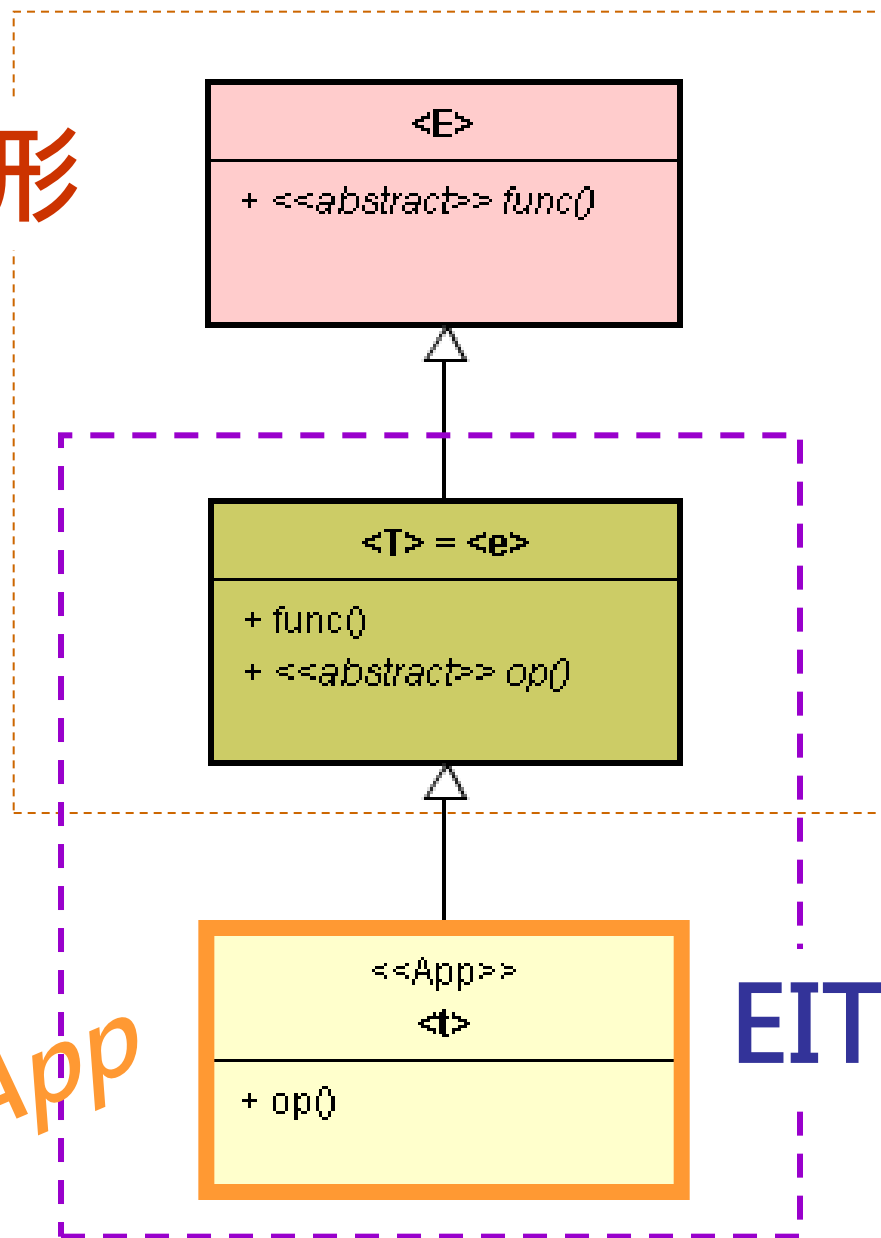 <E>
形
+ <<abstract>> func()
<T> = <e>
+ func()
+ <<abstract>> op()
<<App>>
<t>
EIT
App
+ op()